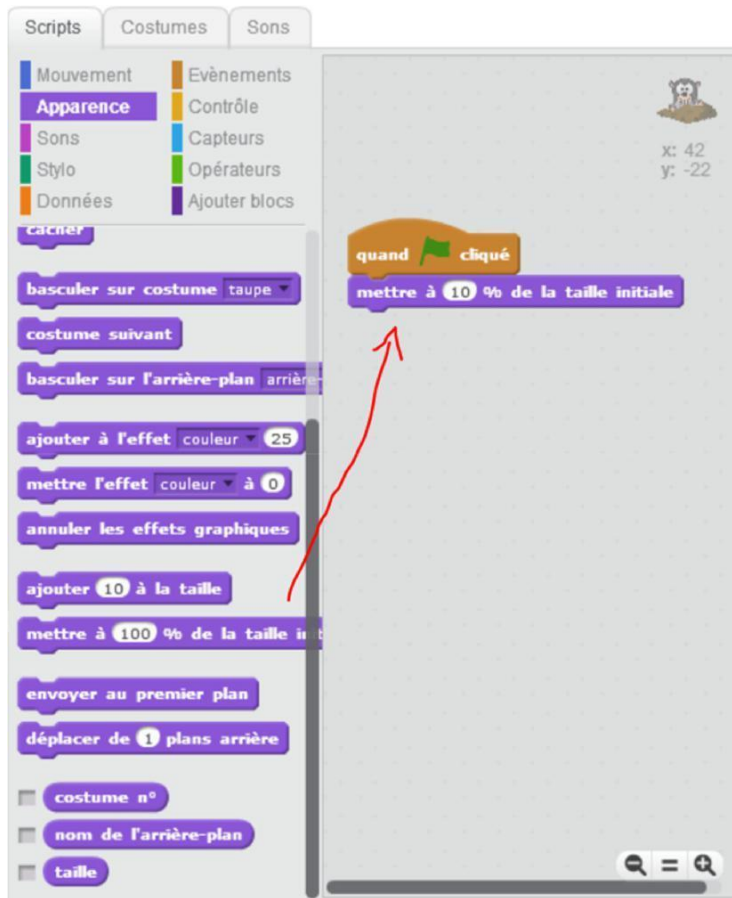 Scripts Costumes Sons
Mouvement Evènements
Apparence Contrôle
Sons Capteurs
Stylo Opérateurs
Données Ajouter blocs
cacher
basculer sur costume taupe
costume suivant
basculer sur l'arrière-plan arrière-
ajouter à l'effet couleur 25
mettre l'effet couleur à 0
annuler les effets graphiques
ajouter 10 à la taille
mettre à 100 % de la taille init
envoyer au premier plan
déplacer de 1 plans arrière
costume n°
nom de l'arrière-plan
taille
x: 42
y: -22
quand cliqué
mettre à 10 % de la taille initiale